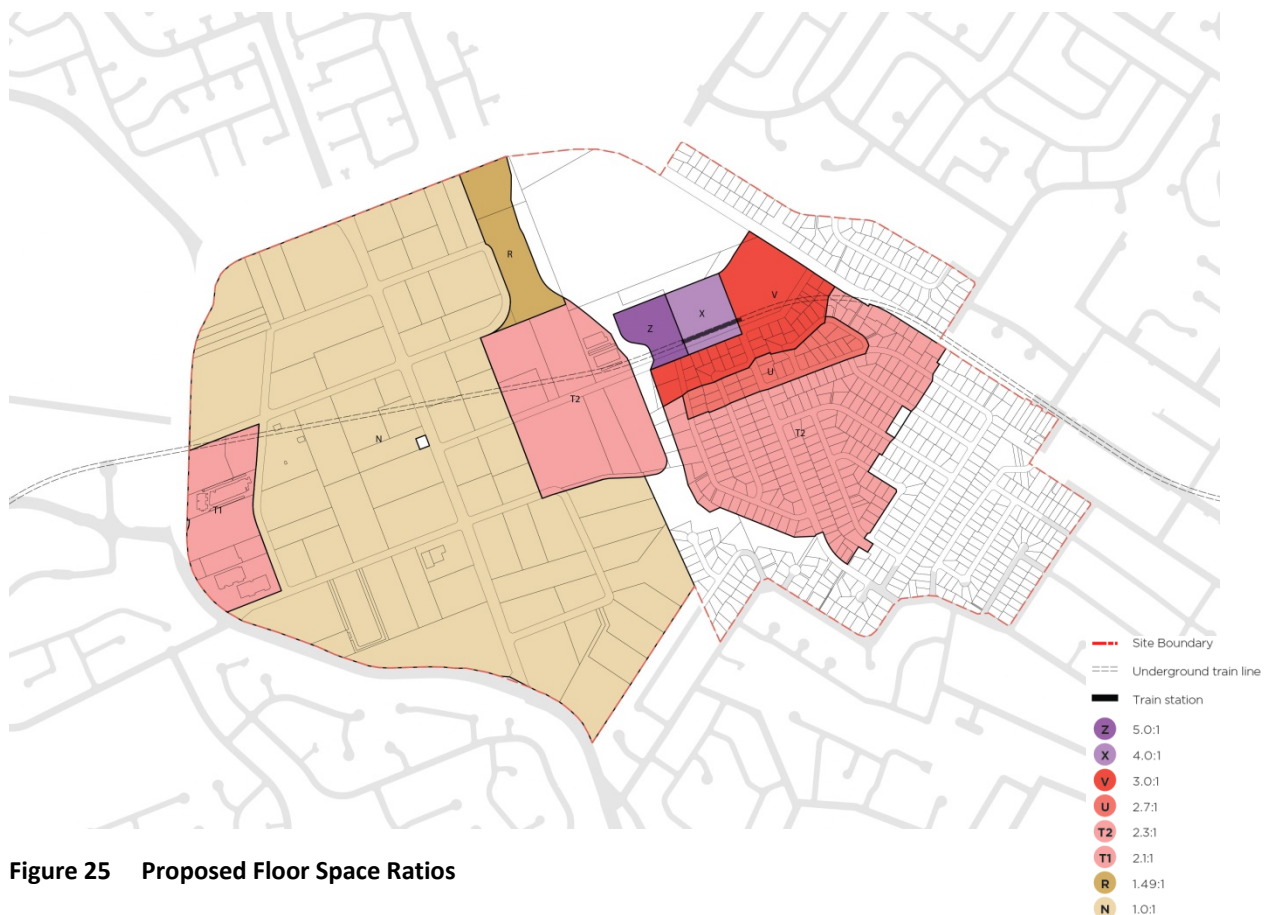 R
V
X
Z
U
T2
T2
N
T1
Site Boundary
Underground train line
Train station
Z 5.0:1
X 4.0:1
V 3.0:1
U 2.7:1
T2 2.3:1
T1 2.1:1
R 1.49:1
N 1.0:1
Figure 25 Proposed Floor Space Ratios